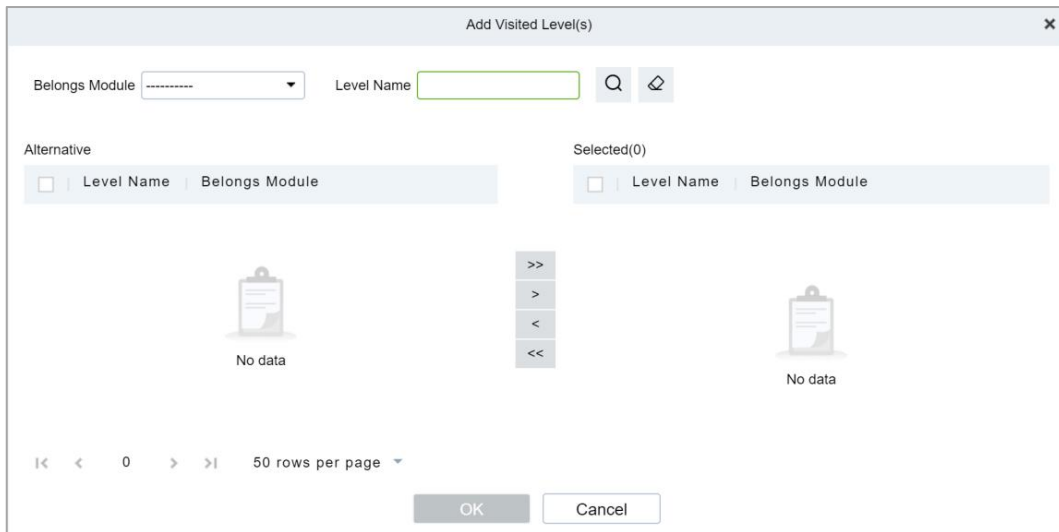 Add Visited Level(s)
Belongs Module ---------- Level Name
Alternative
Selected(0)
Level Name Belongs Module
Level Name Belongs Module
>>
>
<
<<
No data
No data
0 50 rows per page
OK Cancel